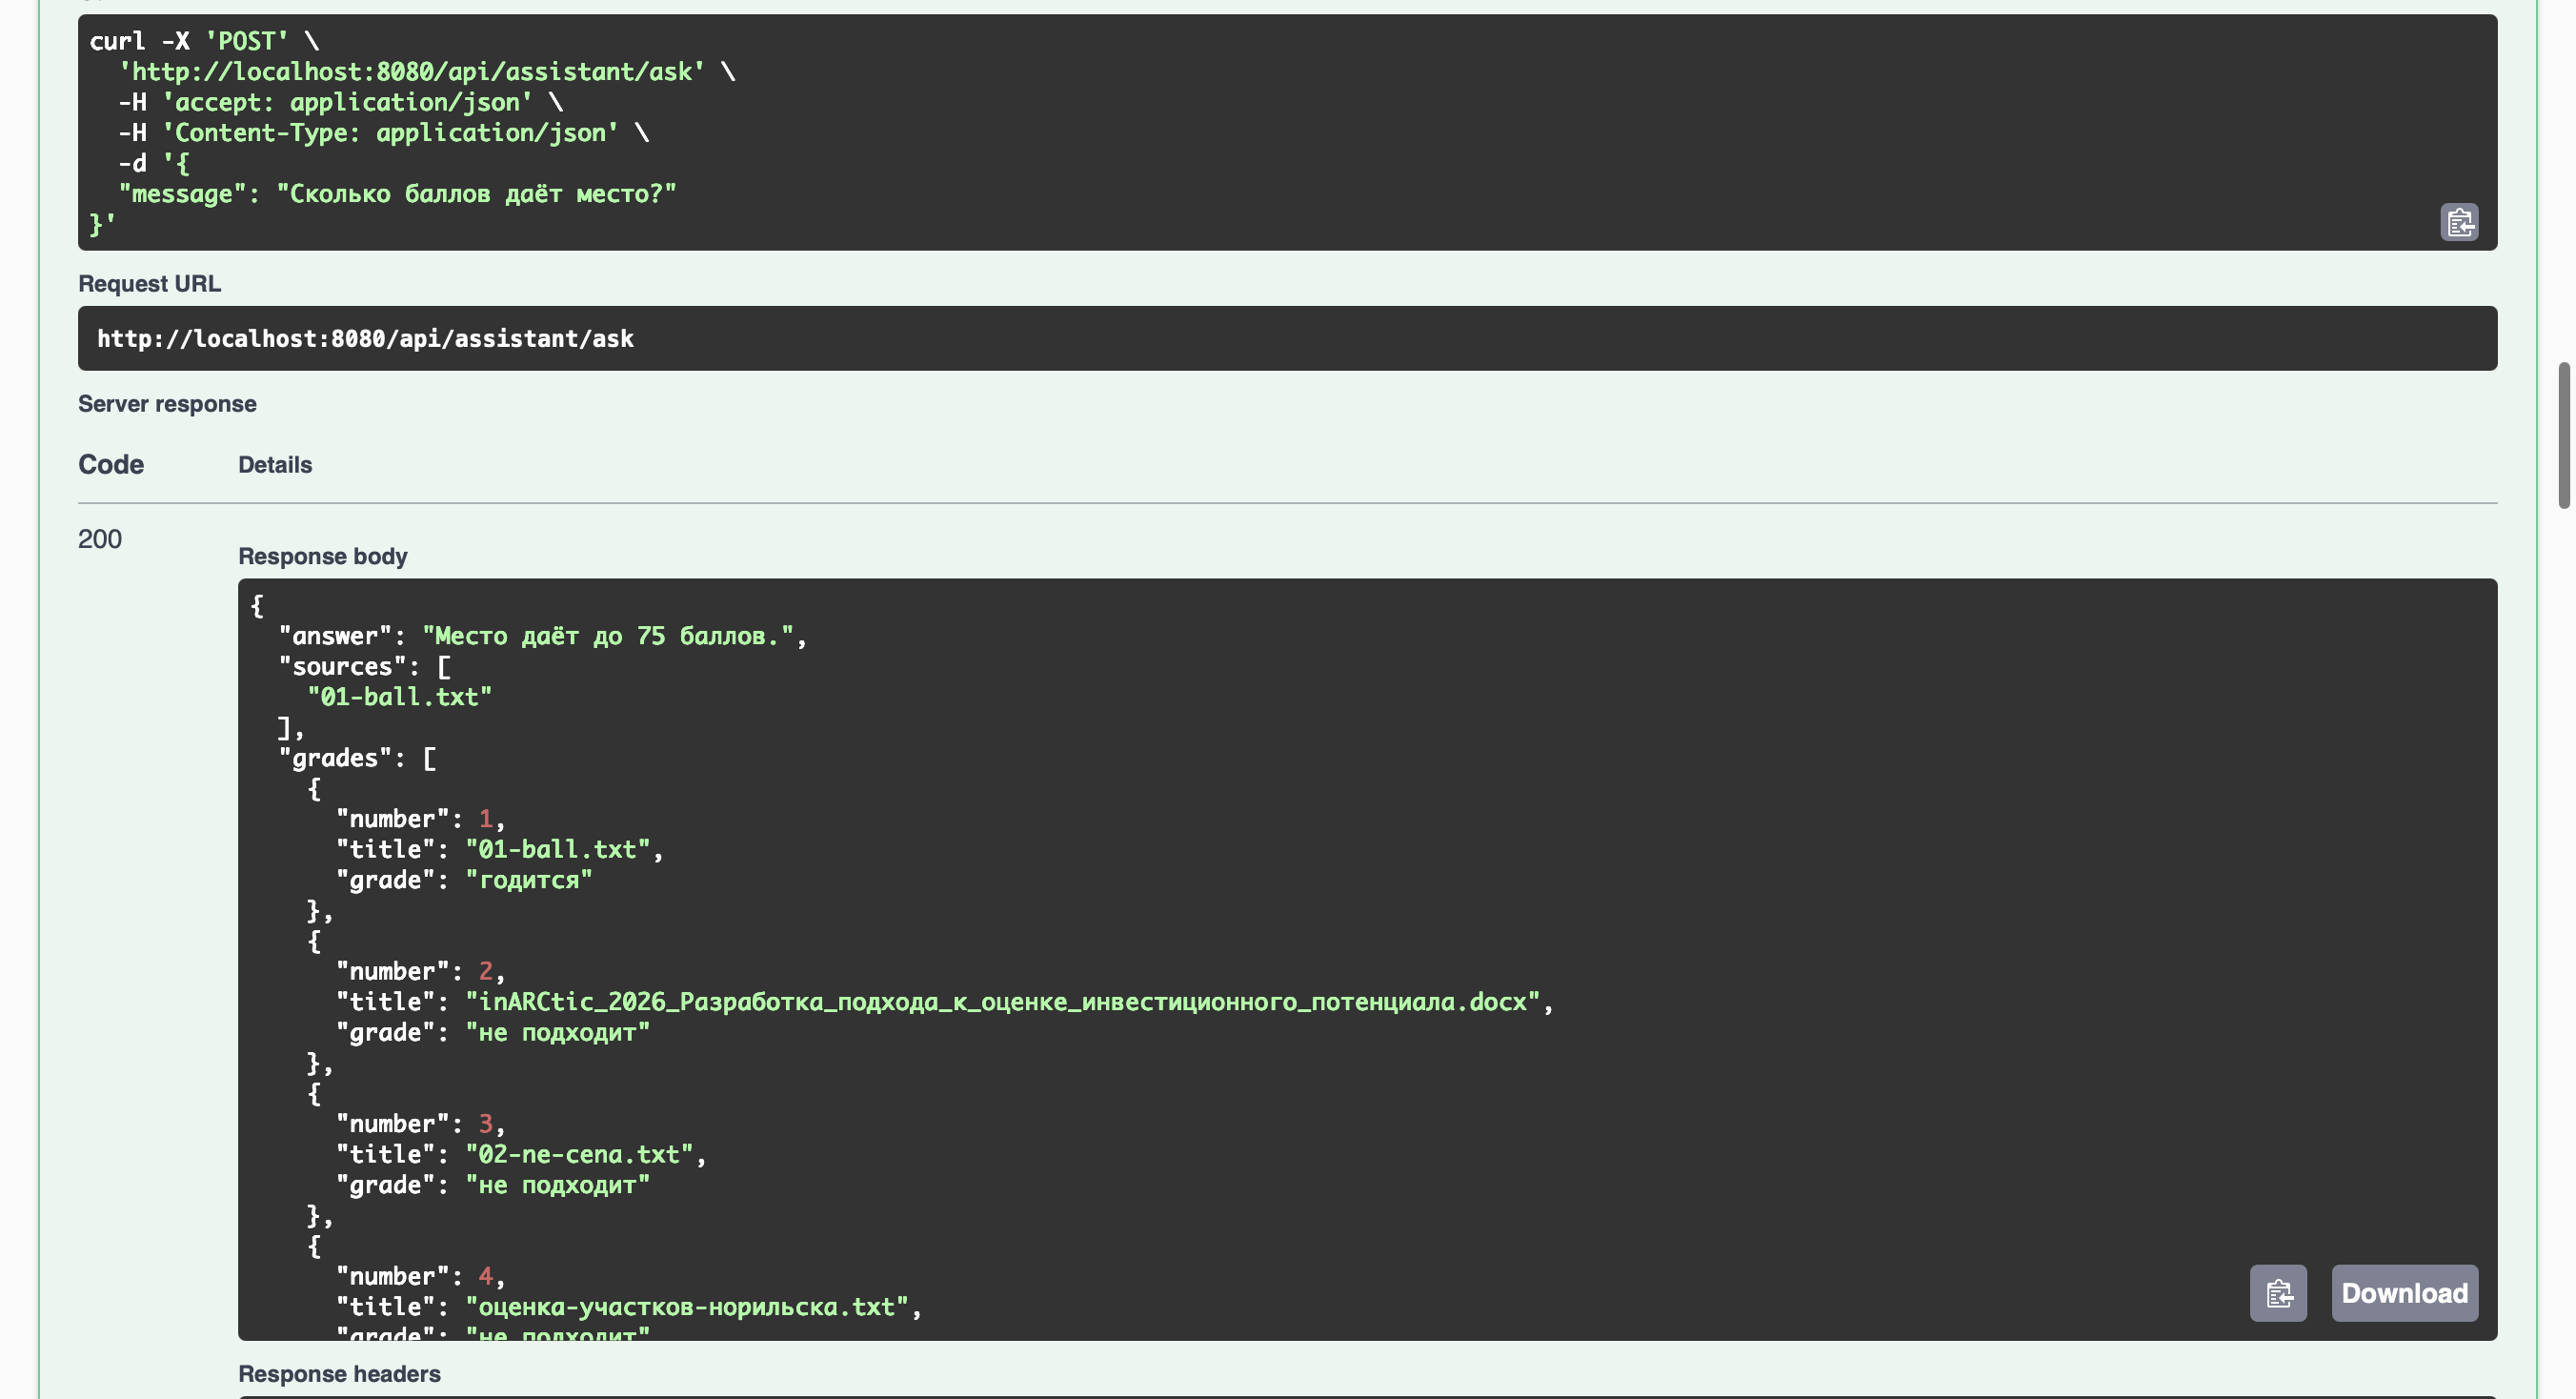 curl -X 'POST' \
  'http://localhost:8080/api/assistant/ask' \
  -H 'accept: application/json' \
  -H 'Content-Type: application/json' \
  -d '{
  "message": "Сколько баллов даёт место?"
}'
Request URL
http://localhost:8080/api/assistant/ask
Server response
Code Details
200
Response body
{
  "answer": "Место даёт до 75 баллов.",
  "sources": [
    "01-ball.txt"
  ],
  "grades": [
    {
      "number": 1,
      "title": "01-ball.txt",
      "grade": "годится"
    },
    {
      "number": 2,
      "title": "inARCtic_2026_Разработка_подхода_к_оценке_инвестиционного_потенциала.docx",
      "grade": "не подходит"
    },
    {
      "number": 3,
      "title": "02-ne-cena.txt",
      "grade": "не подходит"
    },
    {
      "number": 4,
      "title": "оценка-участков-норильска.txt",
      "grade": "не подходит"
Download
Response headers